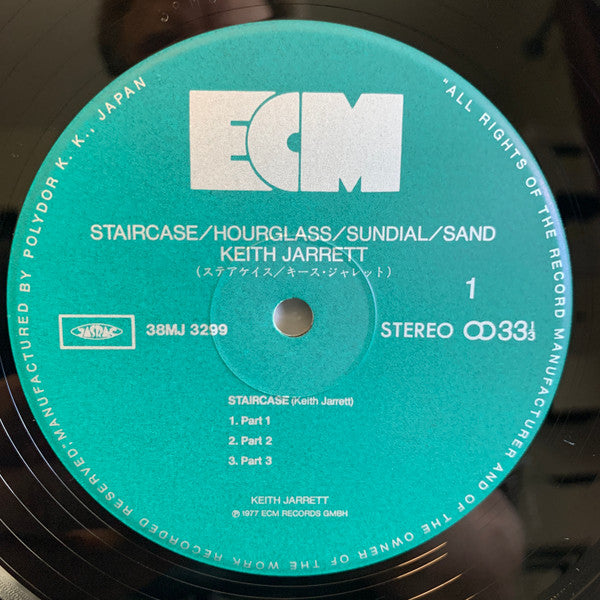 ECM
STAIRCASE/HOURGLASS/SUNDIAL/SAND
KEITH JARRETT
(ステアケイス/キース・ジャレット)
1
JASRAC
38MJ 3299
STEREO 33⅓
STAIRCASE (Keith Jarrett)
1. Part 1
2. Part 2
3. Part 3
KEITH JARRETT
℗ 1977 ECM RECORDS GMBH
"ALL RIGHTS OF THE RECORD MANUFACTURER AND OF THE OWNER OF THE WORK RECORDED RESERVED," MANUFACTURED BY POLYDOR K. K., JAPAN